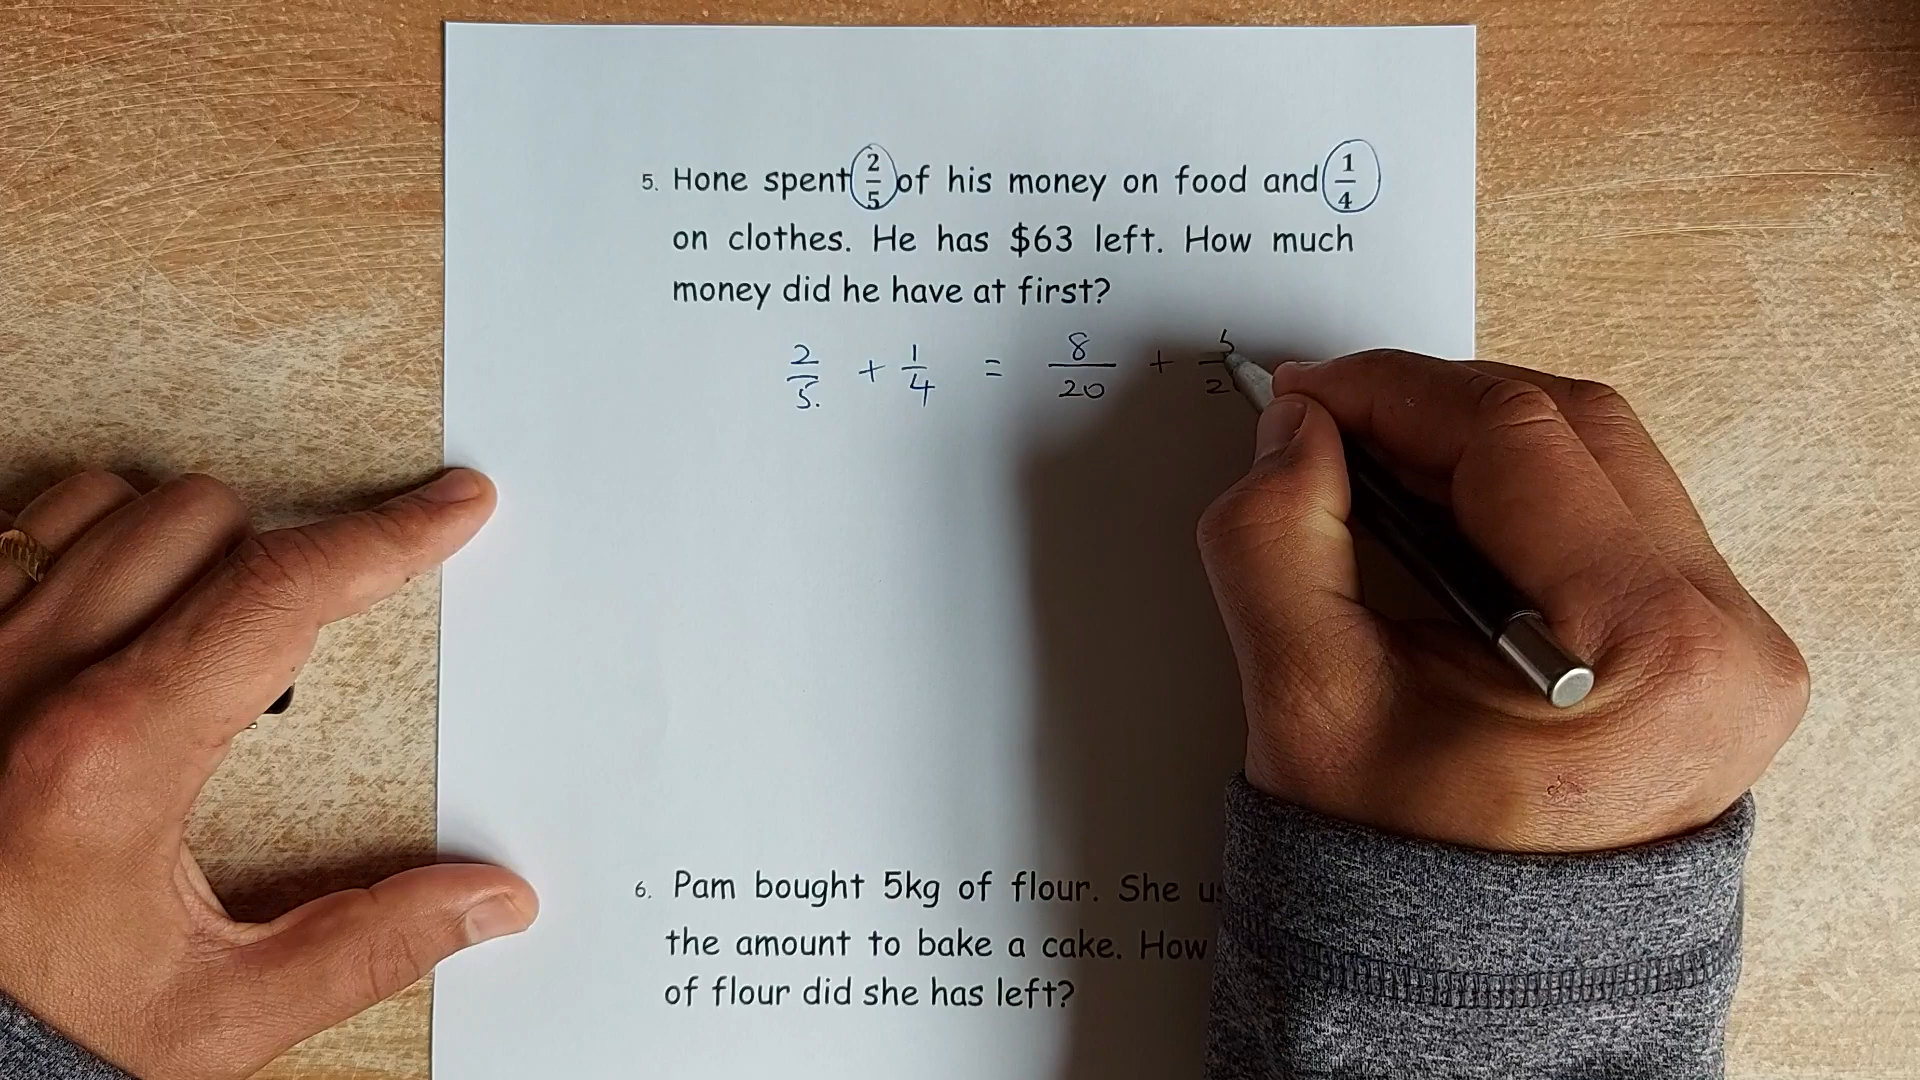 5. Hone spent 2/5 of his money on food and 1/4
on clothes. He has $63 left. How much
money did he have at first?
2/5. + 1/4 = 8/20 + 5/2
6. Pam bought 5kg of flour. She
the amount to bake a cake. How
of flour did she has left?